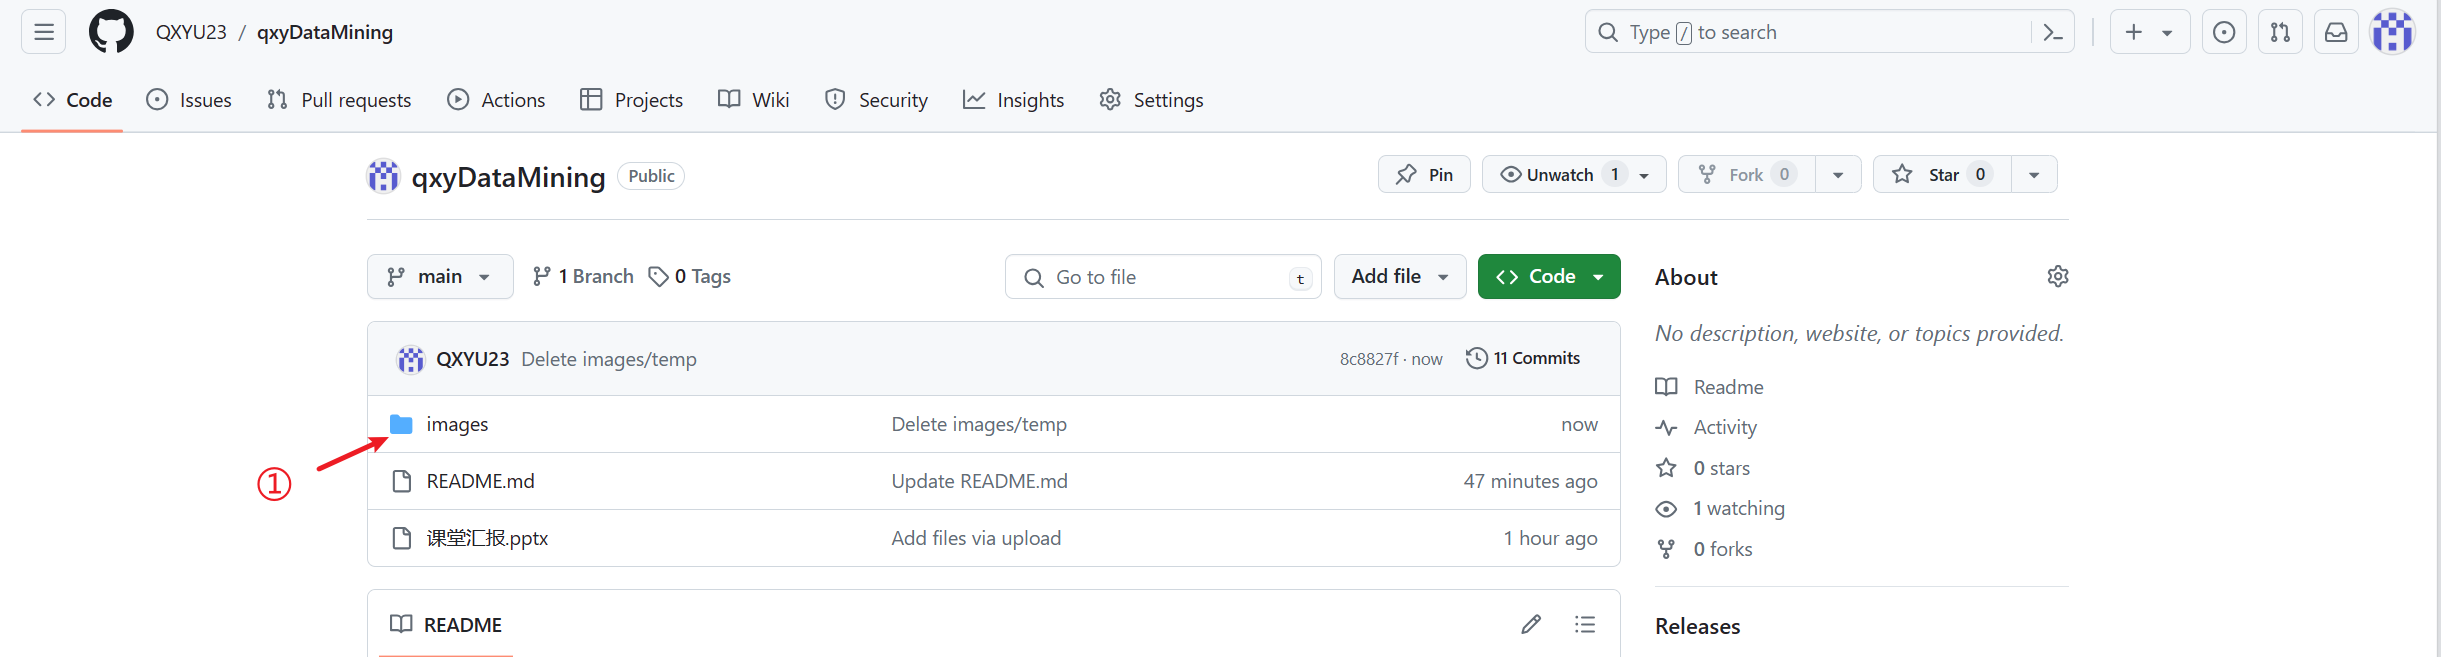 QXYU23 / qxyDataMining
Type / to search
Code Issues Pull requests Actions Projects Wiki Security Insights Settings
qxyDataMining Public
Pin Unwatch 1 Fork 0 Star 0
main 1 Branch 0 Tags Go to file t Add file Code
About
No description, website, or topics provided.
QXYU23 Delete images/temp 8c8827f · now 11 Commits
images Delete images/temp now
① README.md Update README.md 47 minutes ago
课堂汇报.pptx Add files via upload 1 hour ago
README
Readme
Activity
0 stars
1 watching
0 forks
Releases